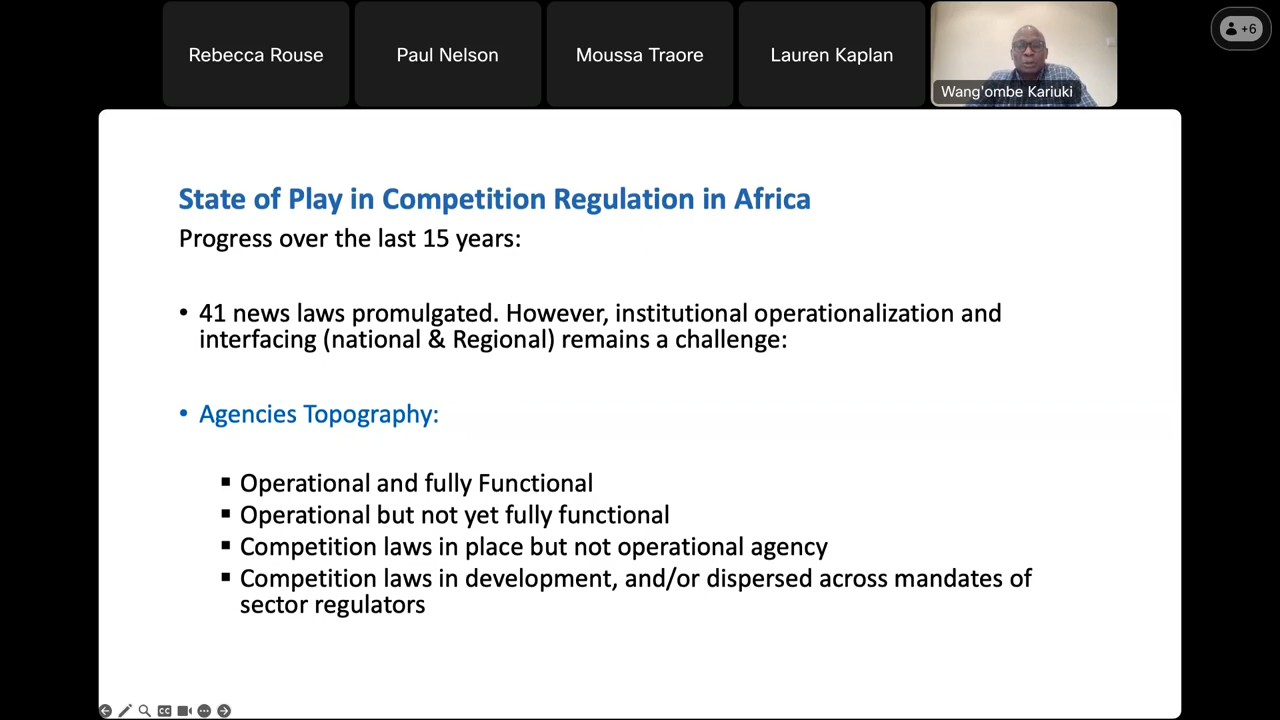 Rebecca Rouse
Paul Nelson
Moussa Traore
Lauren Kaplan
Wang'ombe Kariuki
+6
State of Play in Competition Regulation in Africa
Progress over the last 15 years:
• 41 news laws promulgated. However, institutional operationalization and
interfacing (national & Regional) remains a challenge:
• Agencies Topography:
▪ Operational and fully Functional
▪ Operational but not yet fully functional
▪ Competition laws in place but not operational agency
▪ Competition laws in development, and/or dispersed across mandates of
sector regulators
CC